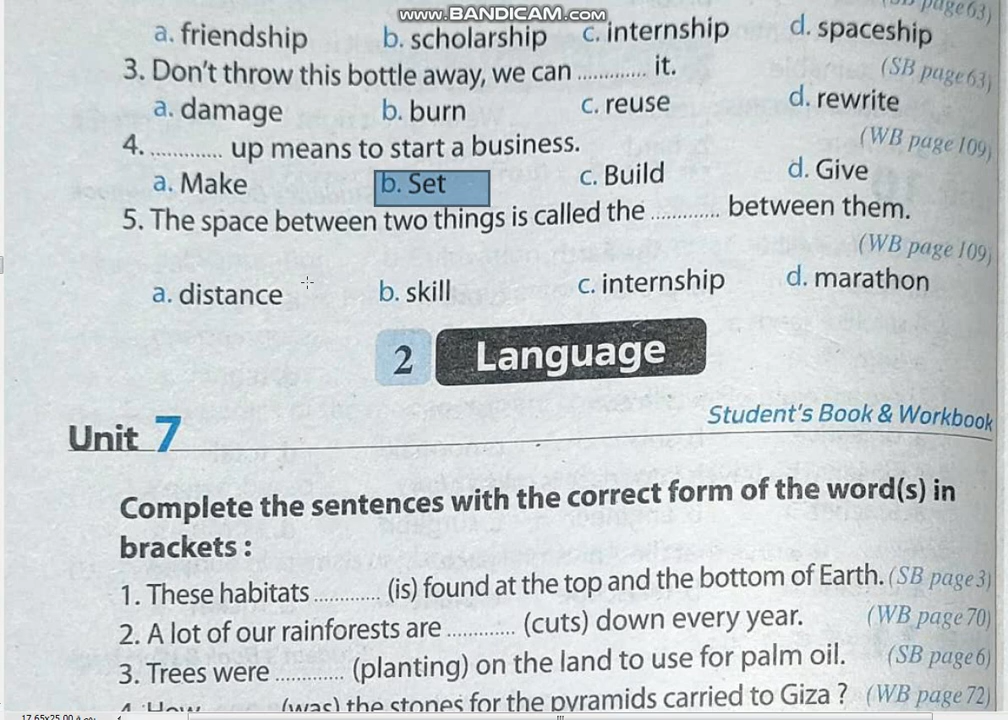 www.BANDICAM.com
(SB page 63)
a. friendship b. scholarship c. internship d. spaceship
3. Don't throw this bottle away, we can ............ it. (SB page 63)
a. damage b. burn c. reuse d. rewrite
4. ............ up means to start a business. (WB page 109)
a. Make b. Set c. Build d. Give
5. The space between two things is called the ............ between them.
(WB page 109)
a. distance b. skill c. internship d. marathon
2 Language
Student's Book & Workbook
Unit 7
Complete the sentences with the correct form of the word(s) in
brackets :
1. These habitats ............ (is) found at the top and the bottom of Earth. (SB page 3)
2. A lot of our rainforests are ............ (cuts) down every year. (WB page 70)
3. Trees were ............ (planting) on the land to use for palm oil. (SB page 6)
4. How ............ (was) the stones for the pyramids carried to Giza ? (WB page 72)